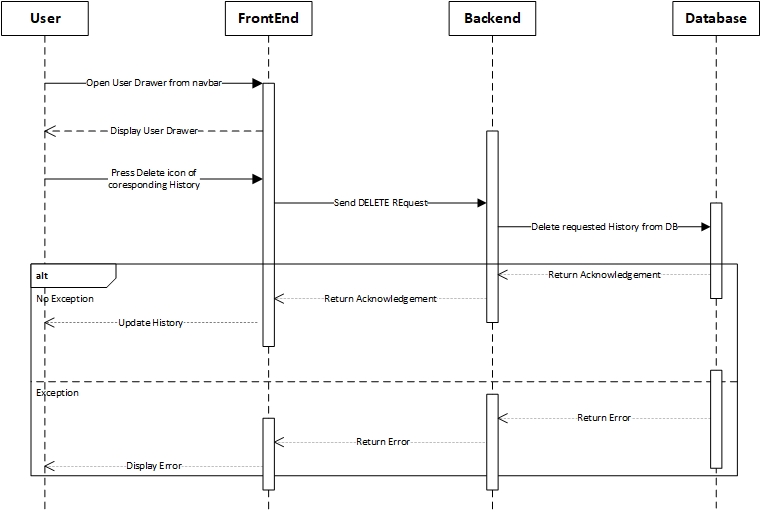 User
FrontEnd
Backend
Database
Open User Drawer from navbar
Display User Drawer
Press Delete icon of
coresponding History
Send DELETE REquest
Delete requested History from DB
alt
Return Acknowledgement
No Exception
Return Acknowledgement
Update History
Exception
Return Error
Return Error
Display Error